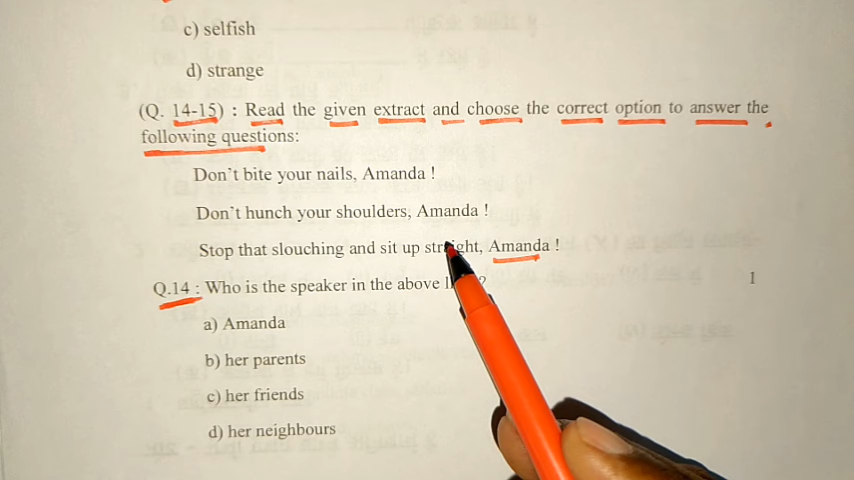 c) selfish
d) strange
(Q. 14-15) : Read the given extract and choose the correct option to answer the
following questions:
Don't bite your nails, Amanda !
Don't hunch your shoulders, Amanda !
Stop that slouching and sit up straight, Amanda !
Q.14 : Who is the speaker in the above ? 1
a) Amanda
b) her parents
c) her friends
d) her neighbours